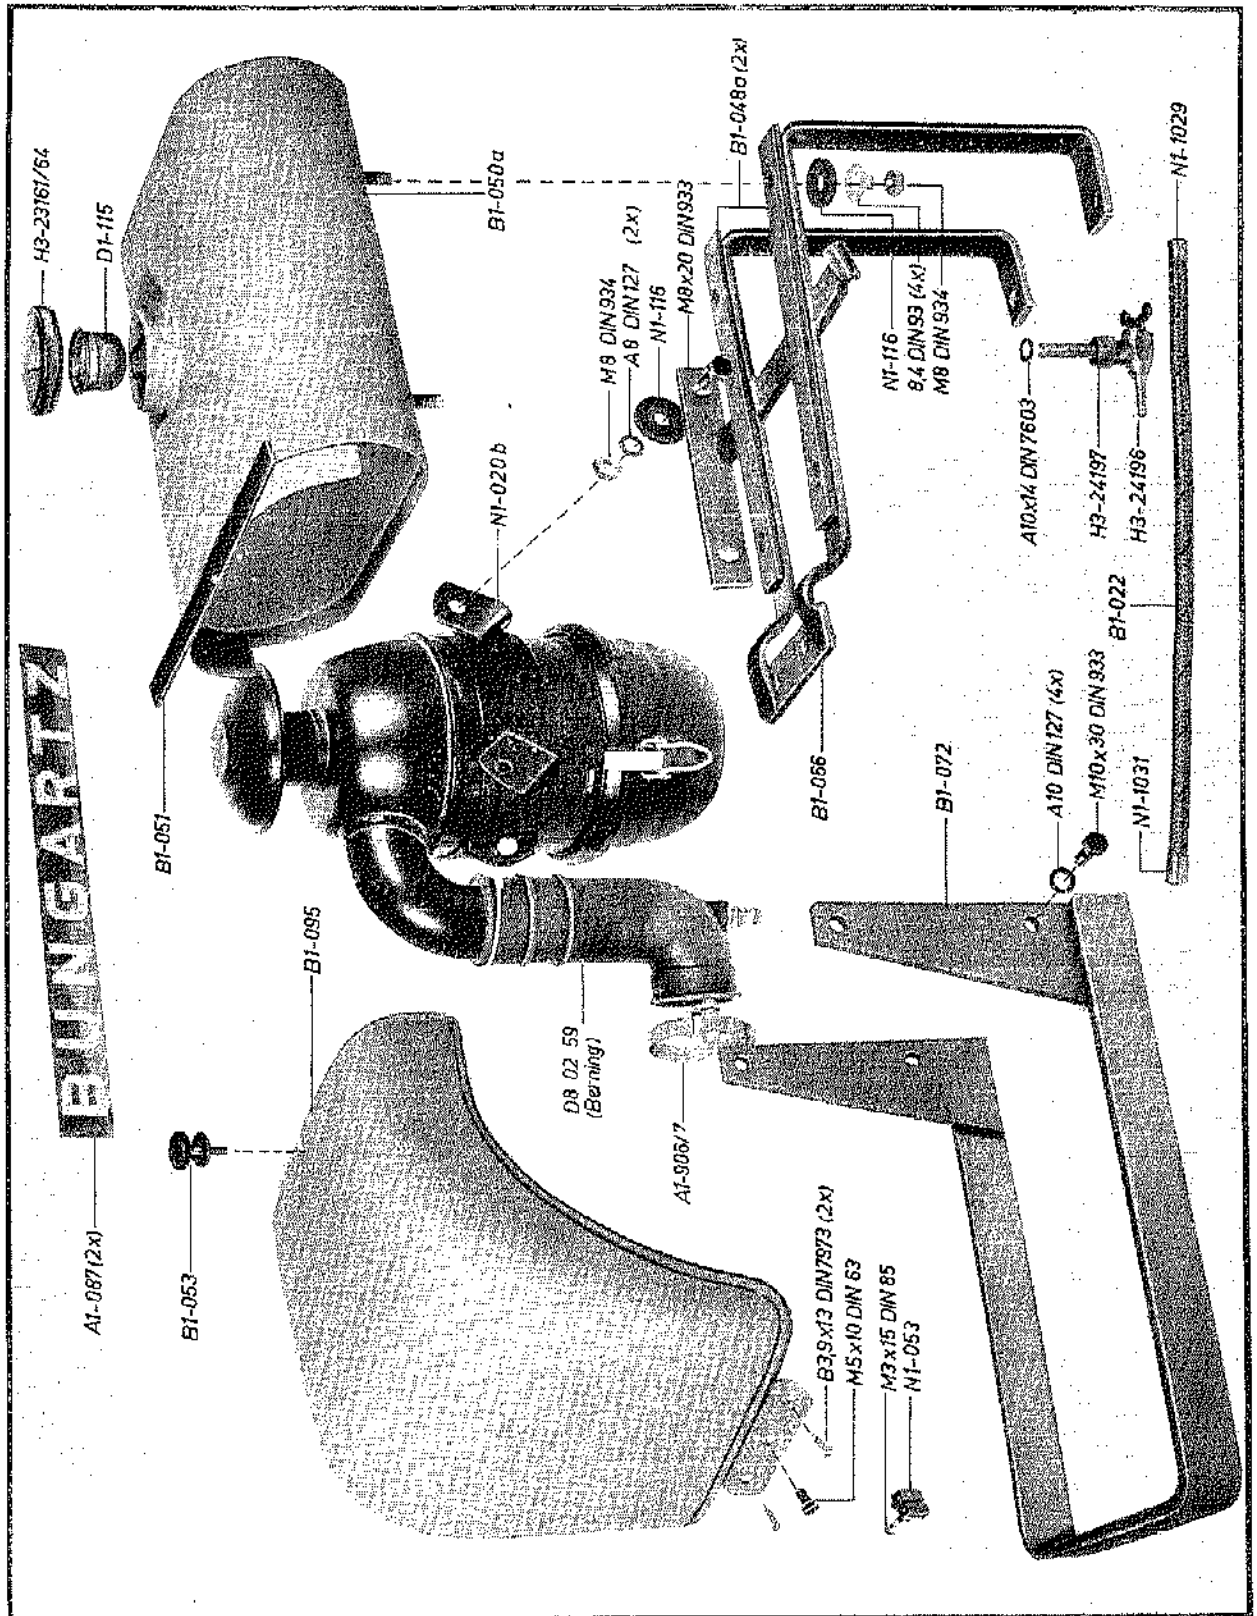 BUNGARTZ
A1-087(2x)
B1-053
B1-095
B1-051
H3-23161/64
D1-115
B1-050a
N1-020b
M8 DIN 934
A8 DIN 127 (2x)
N1-116
M8x20 DIN 933
B1-048a (2x)
D8 02 59
(Berning)
A1-906/7
B1-066
N1-116
8,4 DIN 93 (4x)
M8 DIN 934
B3,9x13 DIN 7973 (2x)
M5x10 DIN 63
M3x15 DIN 85
N1-053
B1-072
A10 DIN 127 (4x)
M10x30 DIN 933
A10x14 DIN 7603
H3-24197
H3-24196
N1-1031
B1-022
N1-1029